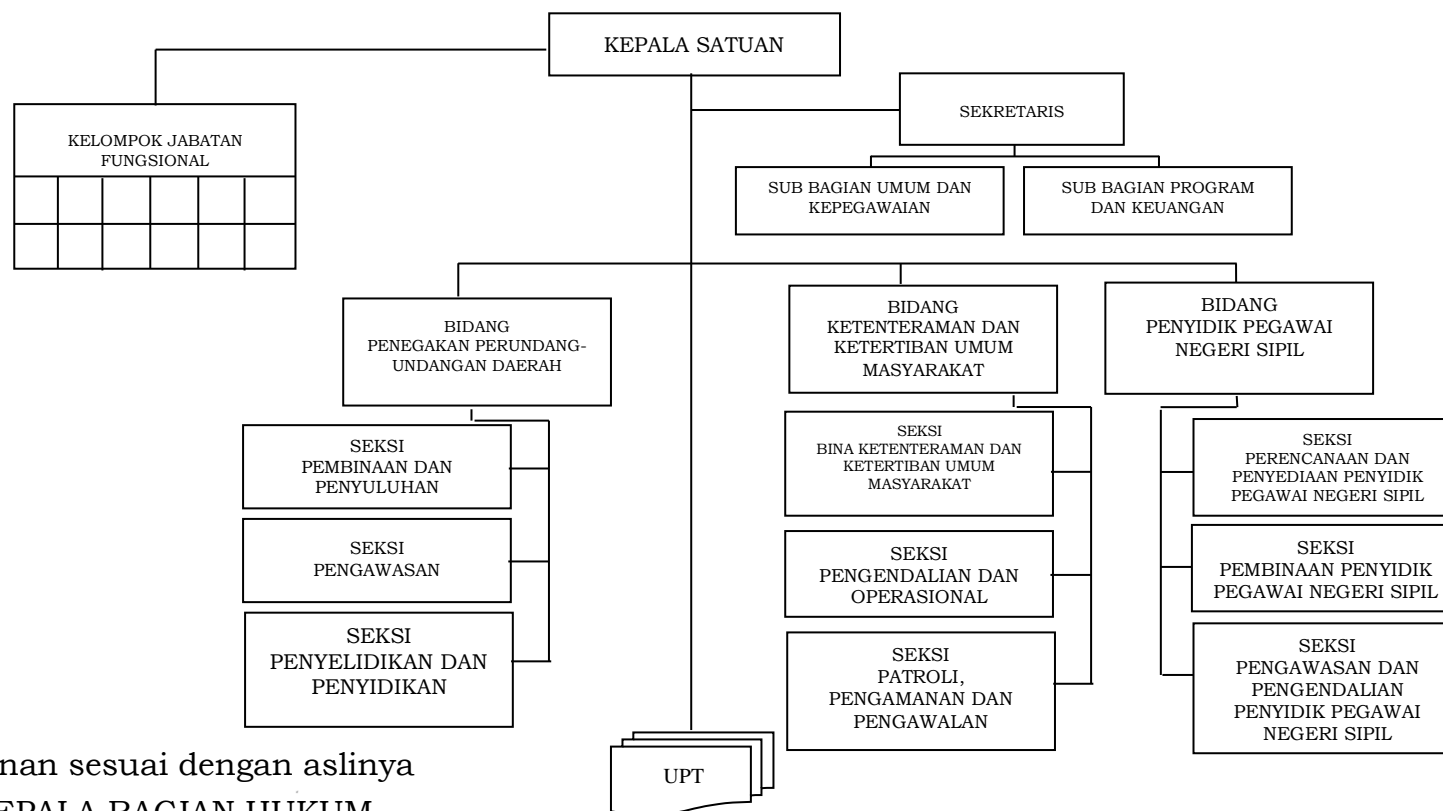 KEPALA SATUAN
SEKRETARIS
KELOMPOK JABATAN
FUNGSIONAL
SUB BAGIAN UMUM DAN
KEPEGAWAIAN
SUB BAGIAN PROGRAM
DAN KEUANGAN
BIDANG
PENEGAKAN PERUNDANG-
UNDANGAN DAERAH
BIDANG
KETENTERAMAN DAN
KETERTIBAN UMUM
MASYARAKAT
BIDANG
PENYIDIK PEGAWAI
NEGERI SIPIL
SEKSI
PEMBINAAN DAN
PENYULUHAN
SEKSI
PENGAWASAN
SEKSI
PENYELIDIKAN DAN
PENYIDIKAN
SEKSI
BINA KETENTERAMAN DAN
KETERTIBAN UMUM
MASYARAKAT
SEKSI
PENGENDALIAN DAN
OPERASIONAL
SEKSI
PATROLI,
PENGAMANAN DAN
PENGAWALAN
SEKSI
PERENCANAAN DAN
PENYEDIAAN PENYIDIK
PEGAWAI NEGERI SIPIL
SEKSI
PEMBINAAN PENYIDIK
PEGAWAI NEGERI SIPIL
SEKSI
PENGAWASAN DAN
PENGENDALIAN
PENYIDIK PEGAWAI
NEGERI SIPIL
UPT
nan sesuai dengan aslinya
EPALA BAGIAN HUKUM